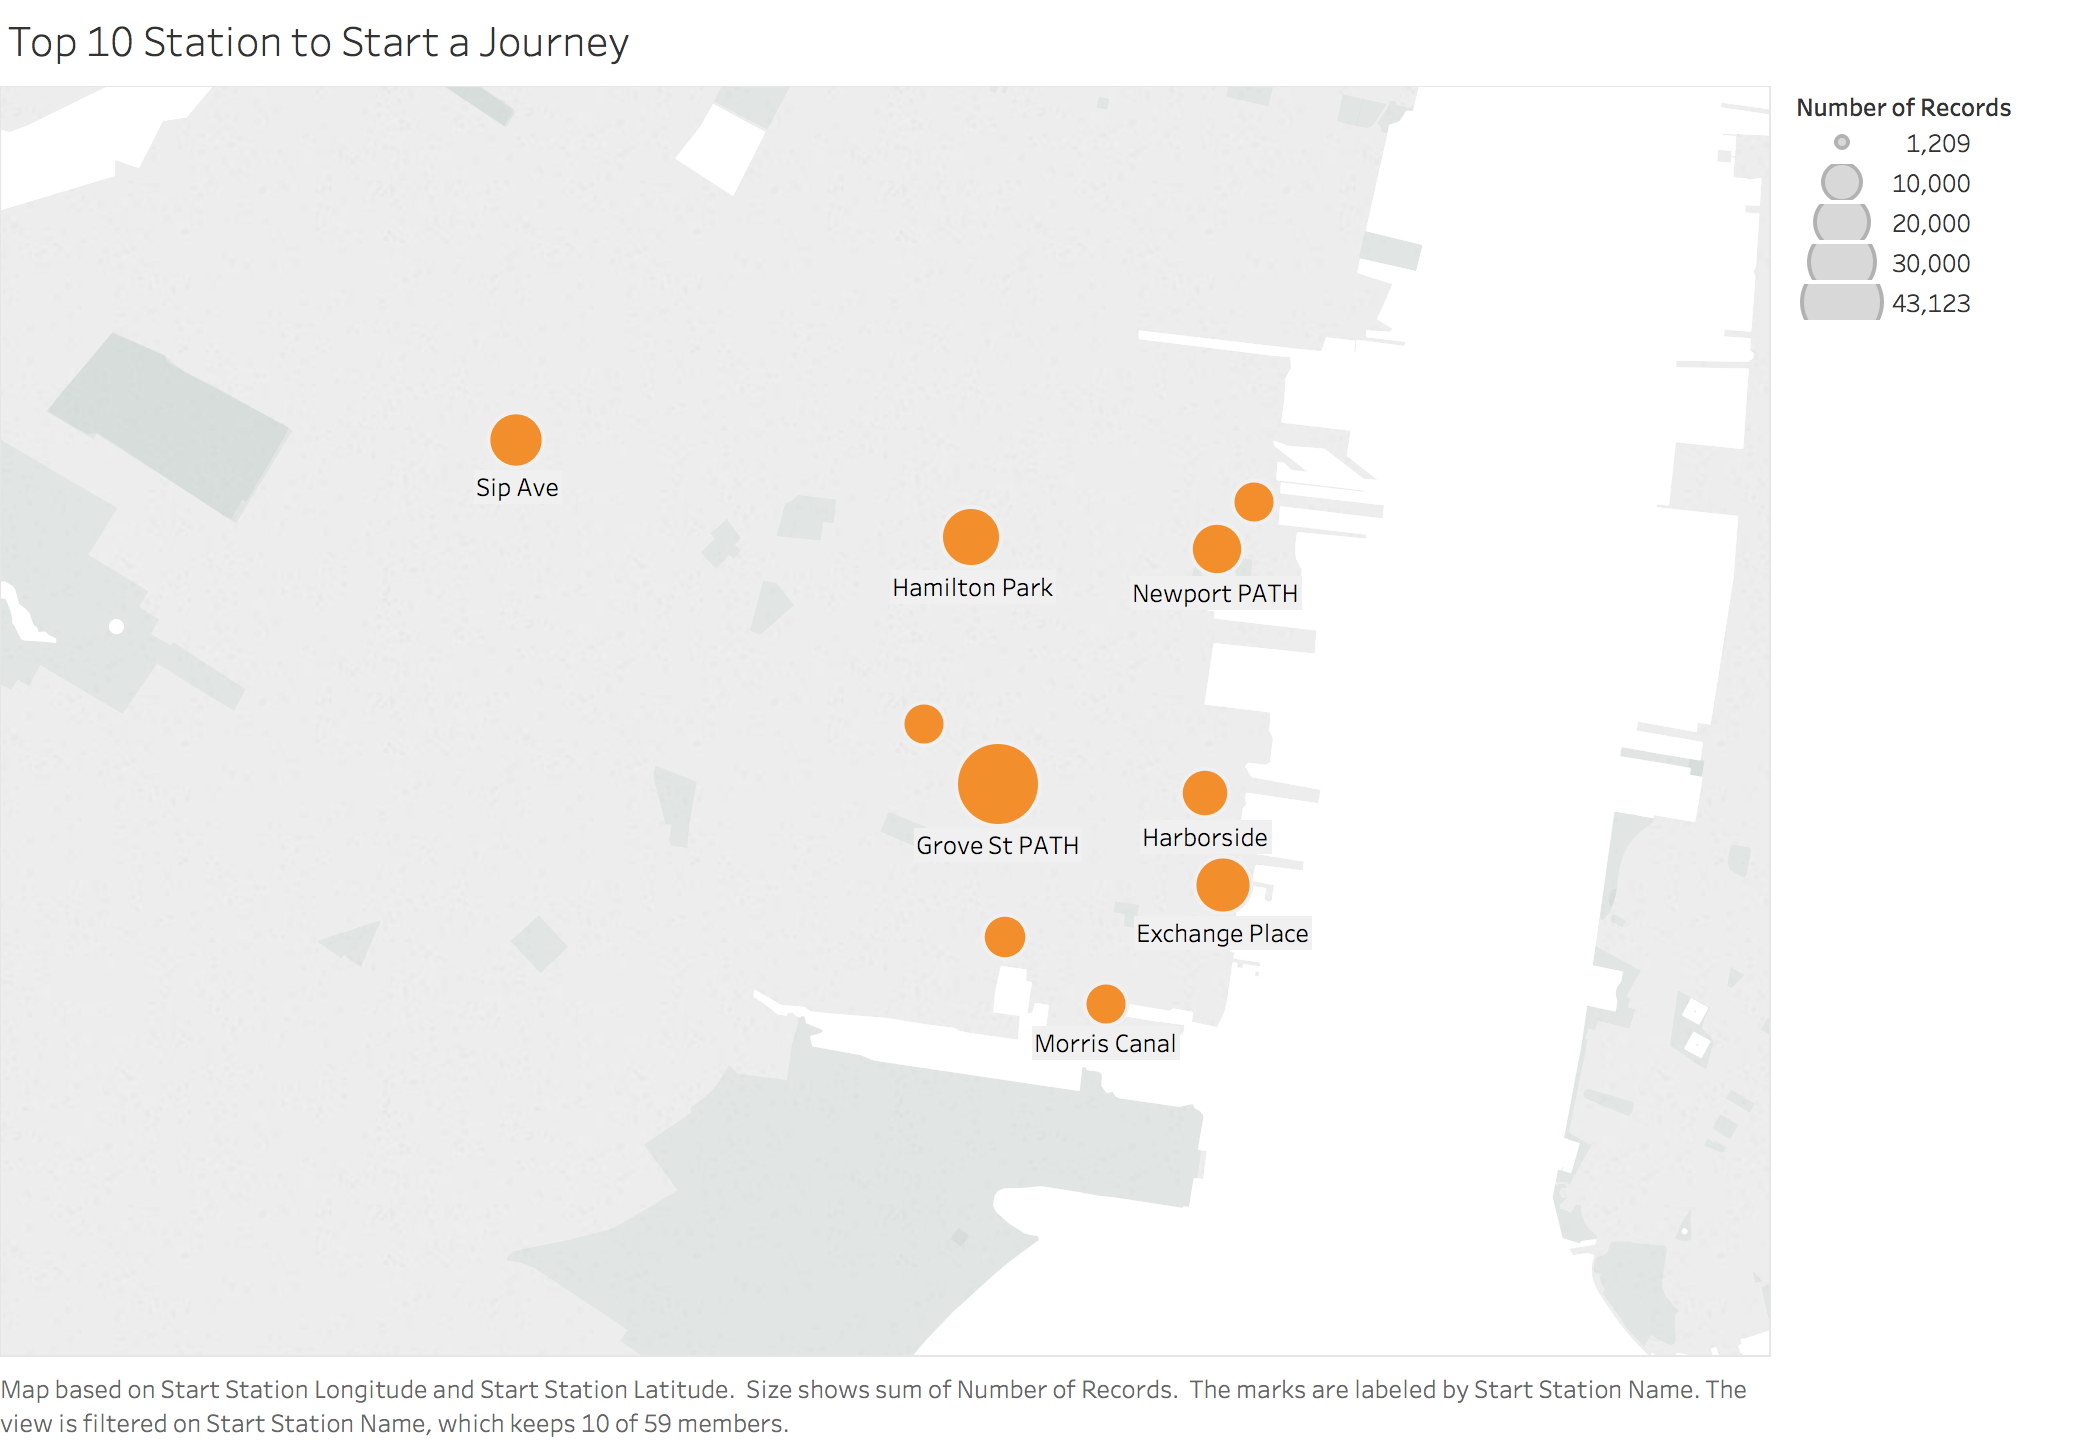 Top 10 Station to Start a Journey
Number of Records
1,209
10,000
20,000
30,000
43,123
Sip Ave
Hamilton Park
Newport PATH
Grove St PATH
Harborside
Exchange Place
Morris Canal
Map based on Start Station Longitude and Start Station Latitude.  Size shows sum of Number of Records.  The marks are labeled by Start Station Name. The
view is filtered on Start Station Name, which keeps 10 of 59 members.